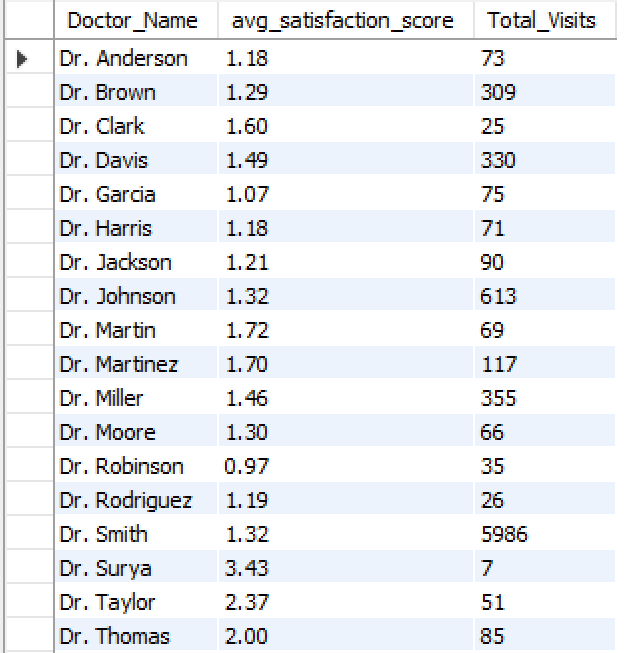 Doctor_Name avg_satisfaction_score Total_Visits
Dr. Anderson 1.18 73
Dr. Brown 1.29 309
Dr. Clark 1.60 25
Dr. Davis 1.49 330
Dr. Garcia 1.07 75
Dr. Harris 1.18 71
Dr. Jackson 1.21 90
Dr. Johnson 1.32 613
Dr. Martin 1.72 69
Dr. Martinez 1.70 117
Dr. Miller 1.46 355
Dr. Moore 1.30 66
Dr. Robinson 0.97 35
Dr. Rodriguez 1.19 26
Dr. Smith 1.32 5986
Dr. Surya 3.43 7
Dr. Taylor 2.37 51
Dr. Thomas 2.00 85